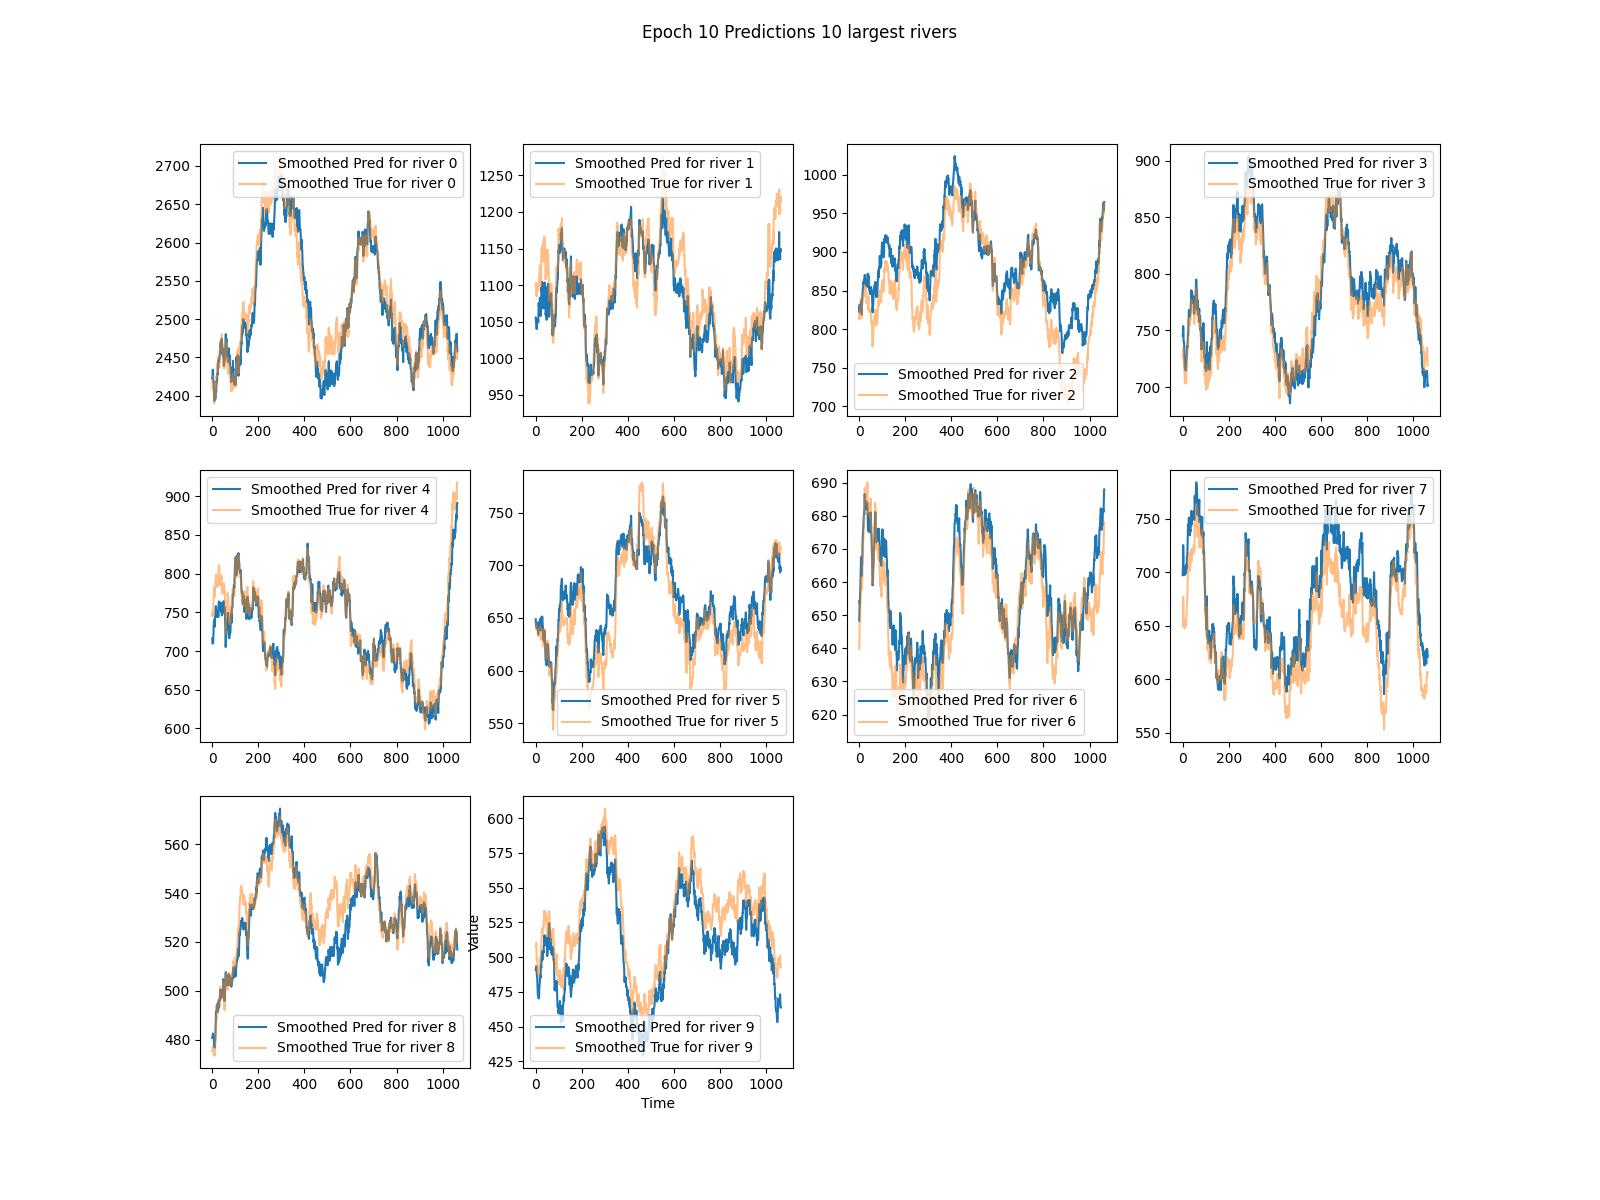 Epoch 10 Predictions 10 largest rivers
2700
2650
2600
2550
2500
2450
2400
Smoothed Pred for river 0
Smoothed True for river 0
0 200 400 600 800 1000
1250
1200
1150
1100
1050
1000
950
Smoothed Pred for river 1
Smoothed True for river 1
0 200 400 600 800 1000
1000
950
900
850
800
750
700
Smoothed Pred for river 2
Smoothed True for river 2
0 200 400 600 800 1000
900
850
800
750
700
Smoothed Pred for river 3
Smoothed True for river 3
0 200 400 600 800 1000
900
850
800
750
700
650
600
Smoothed Pred for river 4
Smoothed True for river 4
0 200 400 600 800 1000
750
700
650
600
550
Smoothed Pred for river 5
Smoothed True for river 5
0 200 400 600 800 1000
690
680
670
660
650
640
630
620
Smoothed Pred for river 6
Smoothed True for river 6
0 200 400 600 800 1000
750
700
650
600
550
Smoothed Pred for river 7
Smoothed True for river 7
0 200 400 600 800 1000
560
540
520
500
480
Smoothed Pred for river 8
Smoothed True for river 8
0 200 400 600 800 1000
Value
600
575
550
525
500
475
450
425
Smoothed Pred for river 9
Smoothed True for river 9
0 200 400 600 800 1000
Time